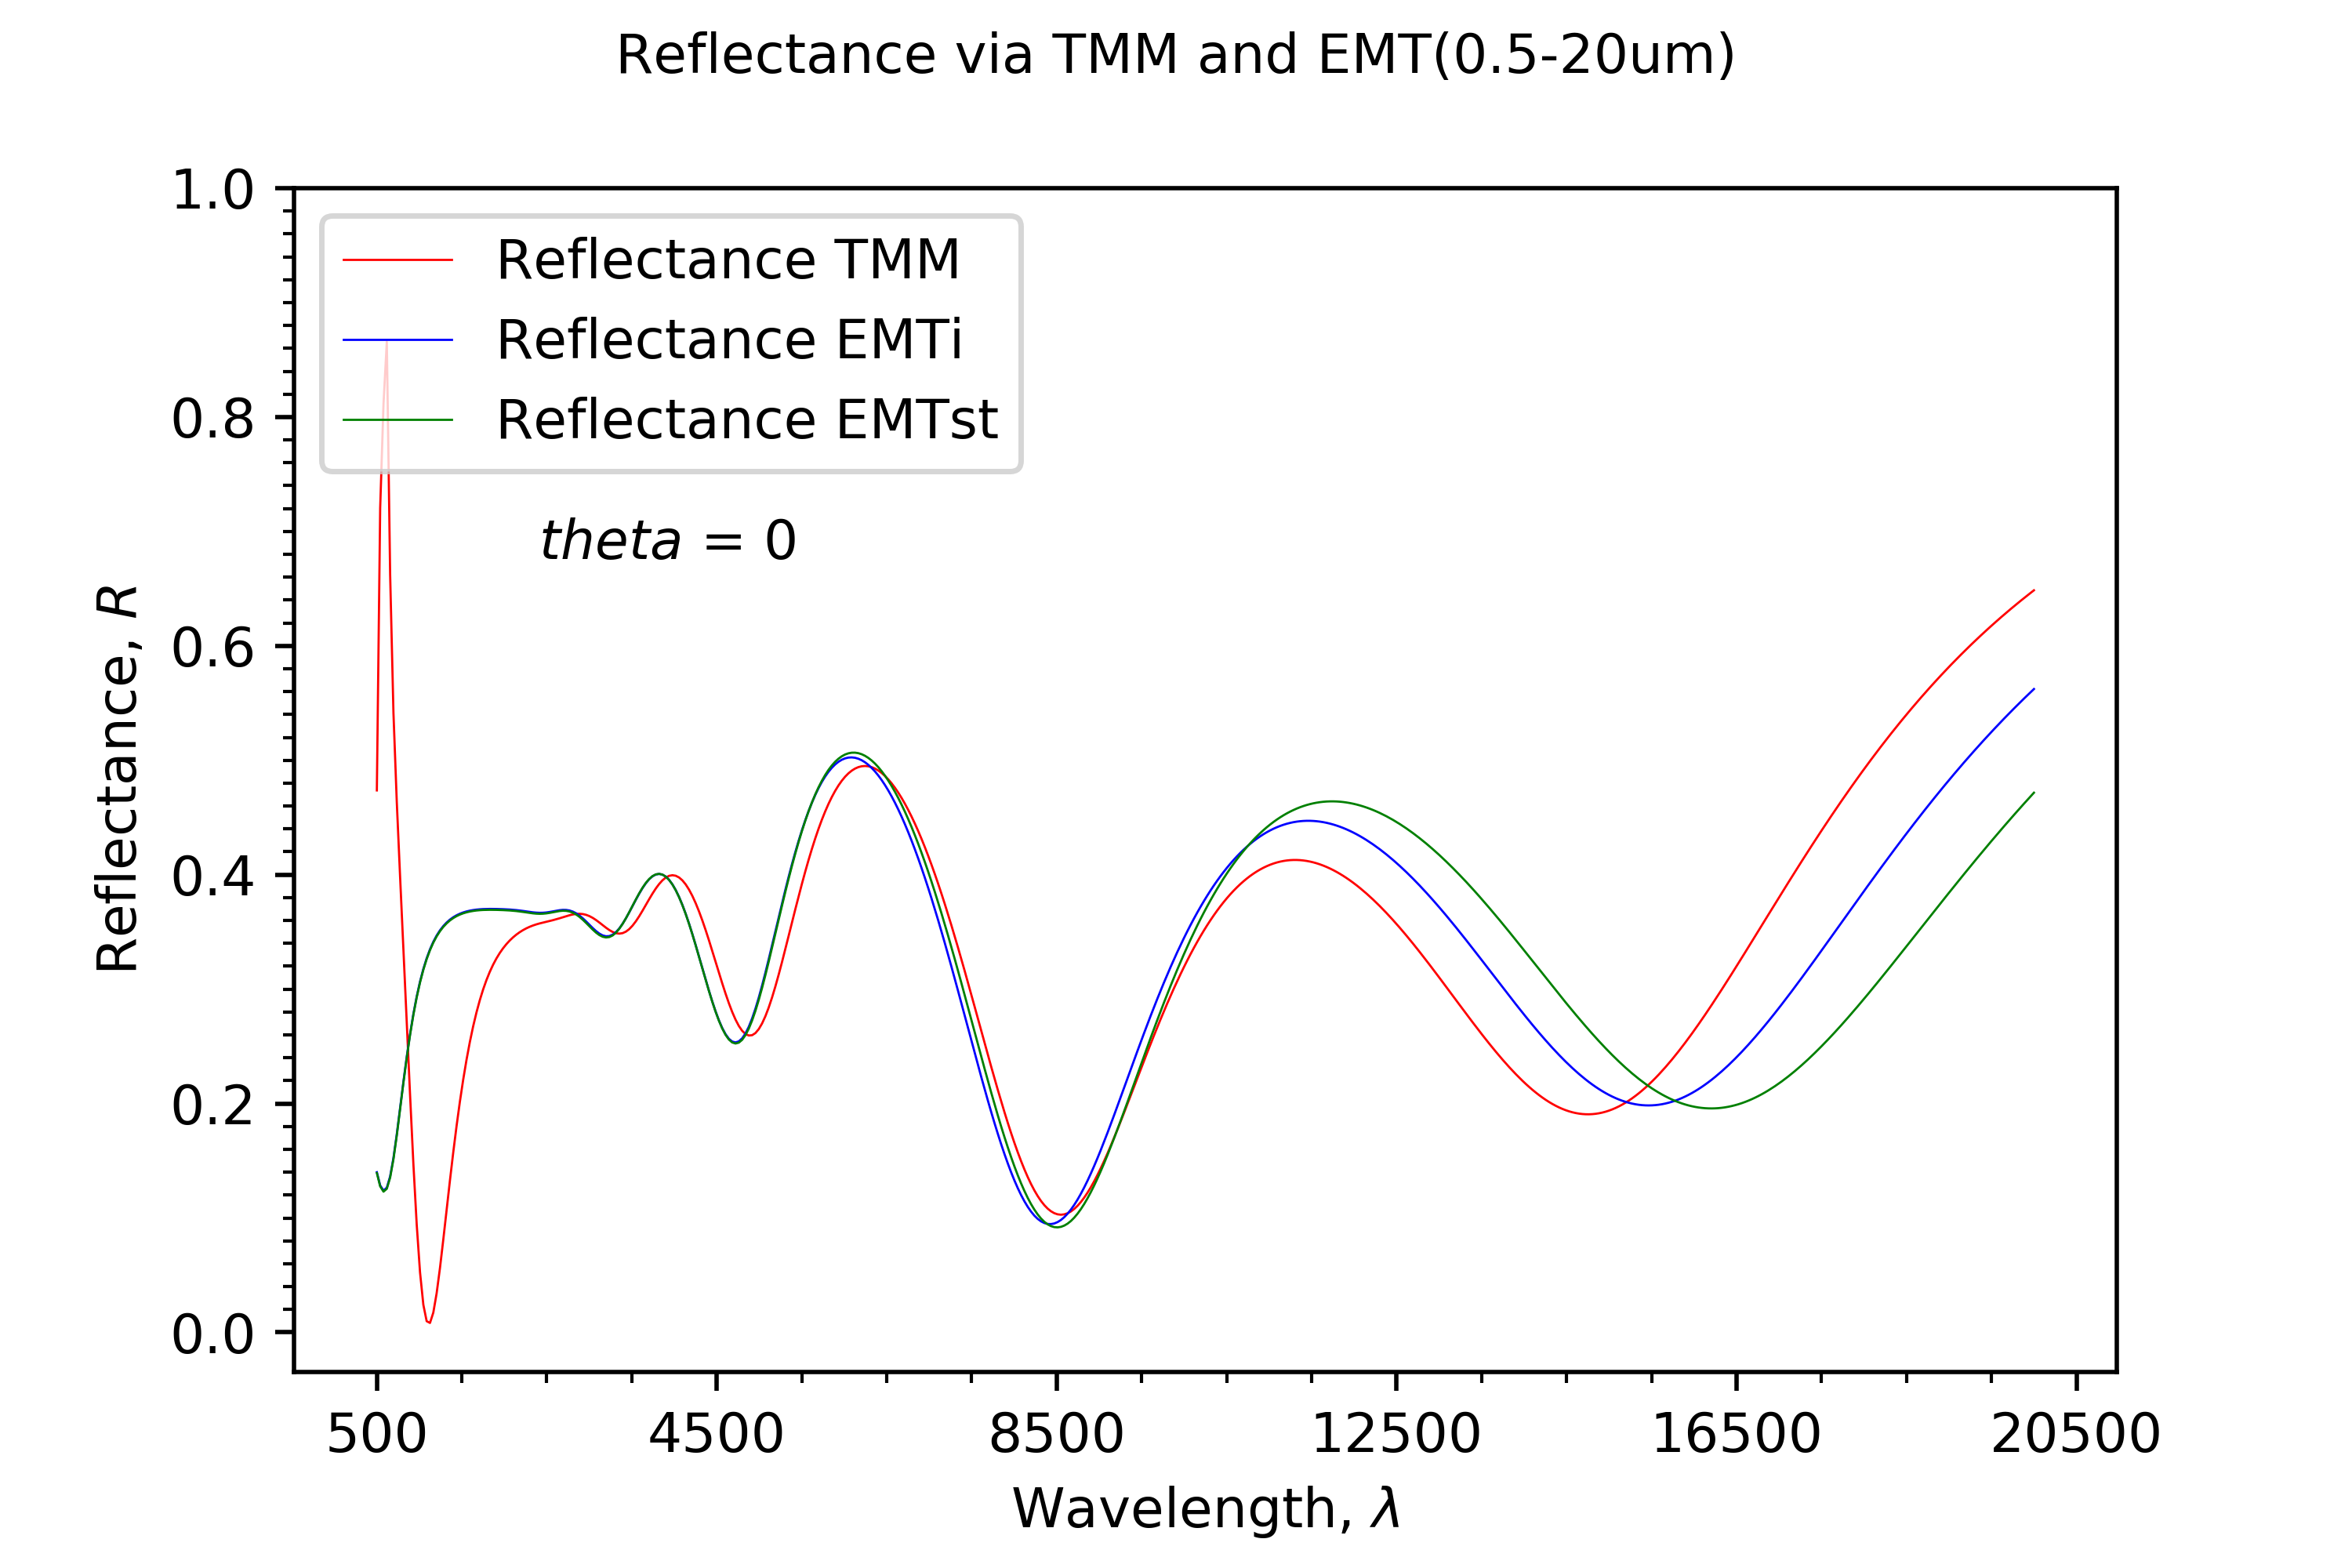 Reflectance via TMM and EMT(0.5-20um)
1.0
0.8
0.6
0.4
0.2
0.0
Reflectance, R
Reflectance TMM
Reflectance EMTi
Reflectance EMTst
theta = 0
500 4500 8500 12500 16500 20500
Wavelength, λ